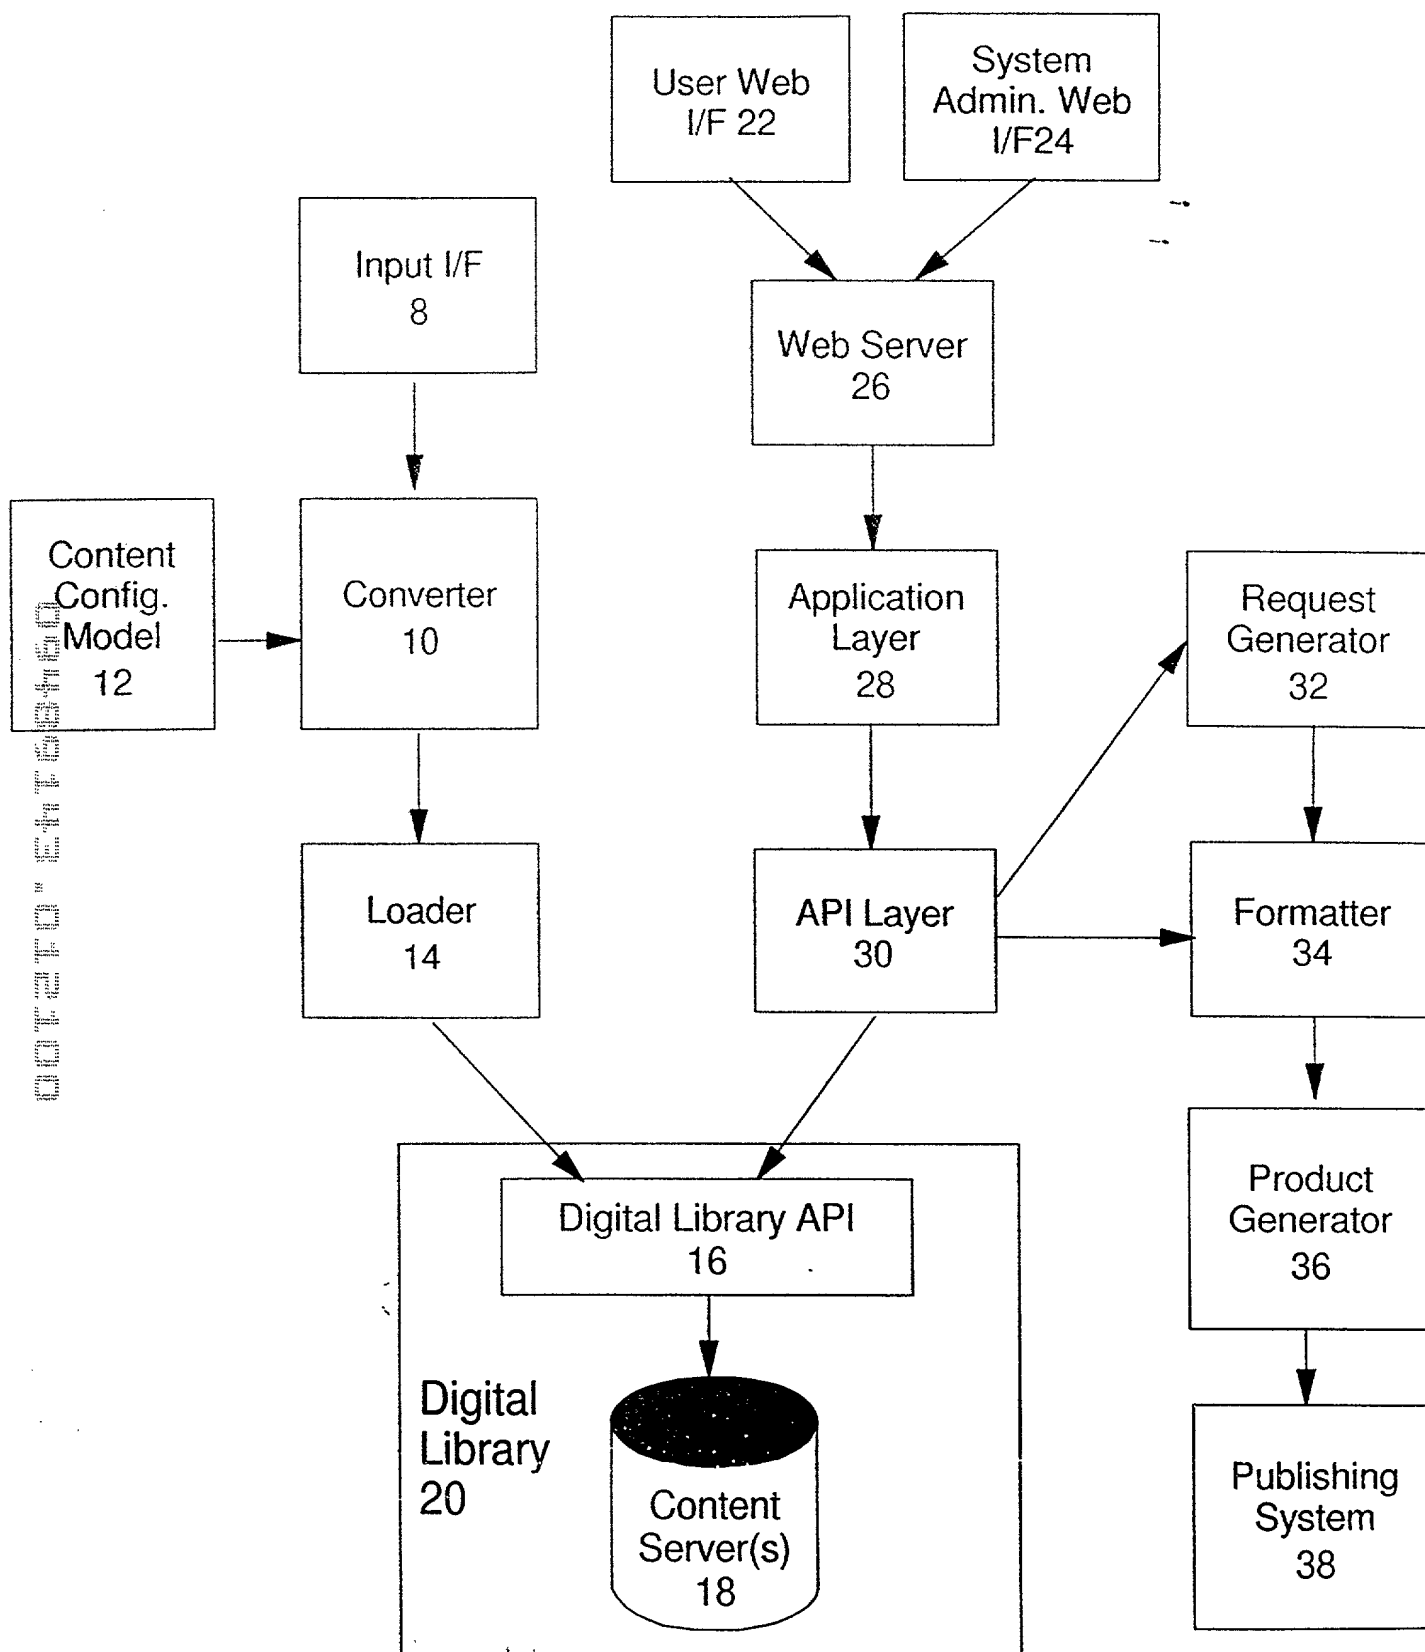 User Web
I/F 22
System
Admin. Web
I/F24
Input I/F
8
Web Server
26
Content
Config.
Model
12
Converter
10
Application
Layer
28
Request
Generator
32
Loader
14
API Layer
30
Formatter
34
Digital Library API
16
Product
Generator
36
Digital
Library
20
Content
Server(s)
18
Publishing
System
38